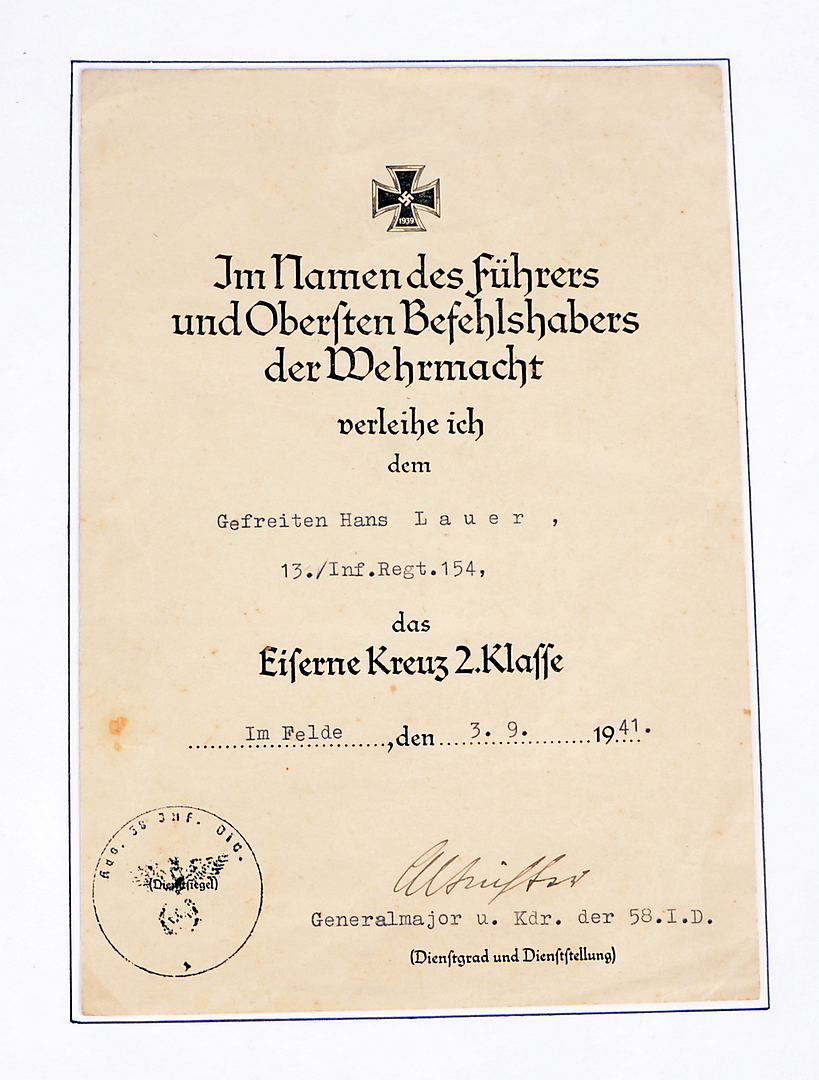 1939
Im Namen des Führers
und Oberſten Befehlshabers
der Wehrmacht
verleihe ich
dem
Gefreiten Hans L a u e r ,
13./Inf.Regt.154,
das
Eiſerne Kreuz 2.Klaſſe
Im Felde ,den 3. 9. 1941.
Inf. Div.
(Dienſtſiegel)
Generalmajor u. Kdr. der 58.I.D.
(Dienſtgrad und Dienſtſtellung)